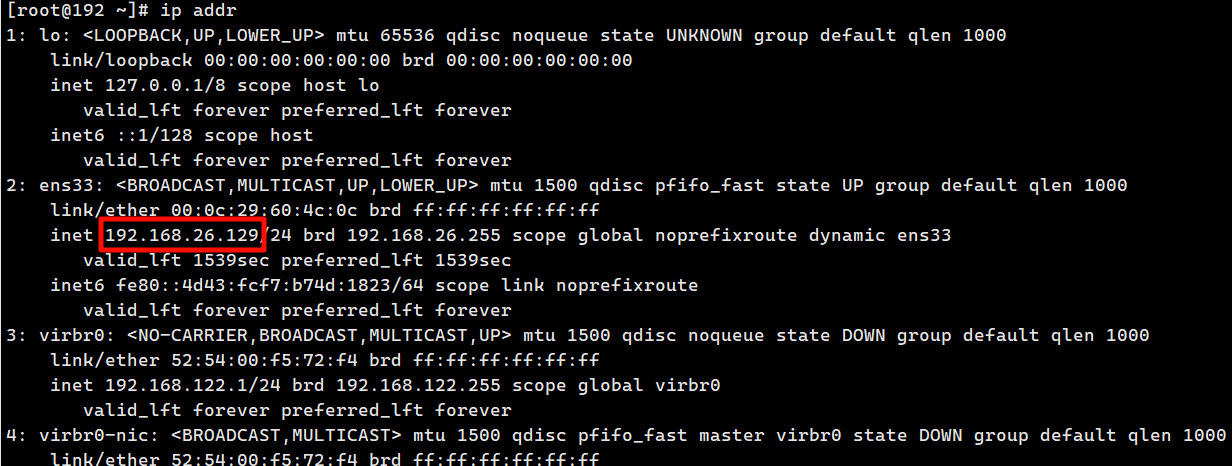 [root@192 ~]# ip addr
1: lo: <LOOPBACK,UP,LOWER_UP> mtu 65536 qdisc noqueue state UNKNOWN group default qlen 1000
    link/loopback 00:00:00:00:00:00 brd 00:00:00:00:00:00
    inet 127.0.0.1/8 scope host lo
       valid_lft forever preferred_lft forever
    inet6 ::1/128 scope host
       valid_lft forever preferred_lft forever
2: ens33: <BROADCAST,MULTICAST,UP,LOWER_UP> mtu 1500 qdisc pfifo_fast state UP group default qlen 1000
    link/ether 00:0c:29:60:4c:0c brd ff:ff:ff:ff:ff:ff
    inet 192.168.26.129/24 brd 192.168.26.255 scope global noprefixroute dynamic ens33
       valid_lft 1539sec preferred_lft 1539sec
    inet6 fe80::4d43:fcf7:b74d:1823/64 scope link noprefixroute
       valid_lft forever preferred_lft forever
3: virbr0: <NO-CARRIER,BROADCAST,MULTICAST,UP> mtu 1500 qdisc noqueue state DOWN group default qlen 1000
    link/ether 52:54:00:f5:72:f4 brd ff:ff:ff:ff:ff:ff
    inet 192.168.122.1/24 brd 192.168.122.255 scope global virbr0
       valid_lft forever preferred_lft forever
4: virbr0-nic: <BROADCAST,MULTICAST> mtu 1500 qdisc pfifo_fast master virbr0 state DOWN group default qlen 1000
    link/ether 52:54:00:f5:72:f4 brd ff:ff:ff:ff:ff:ff